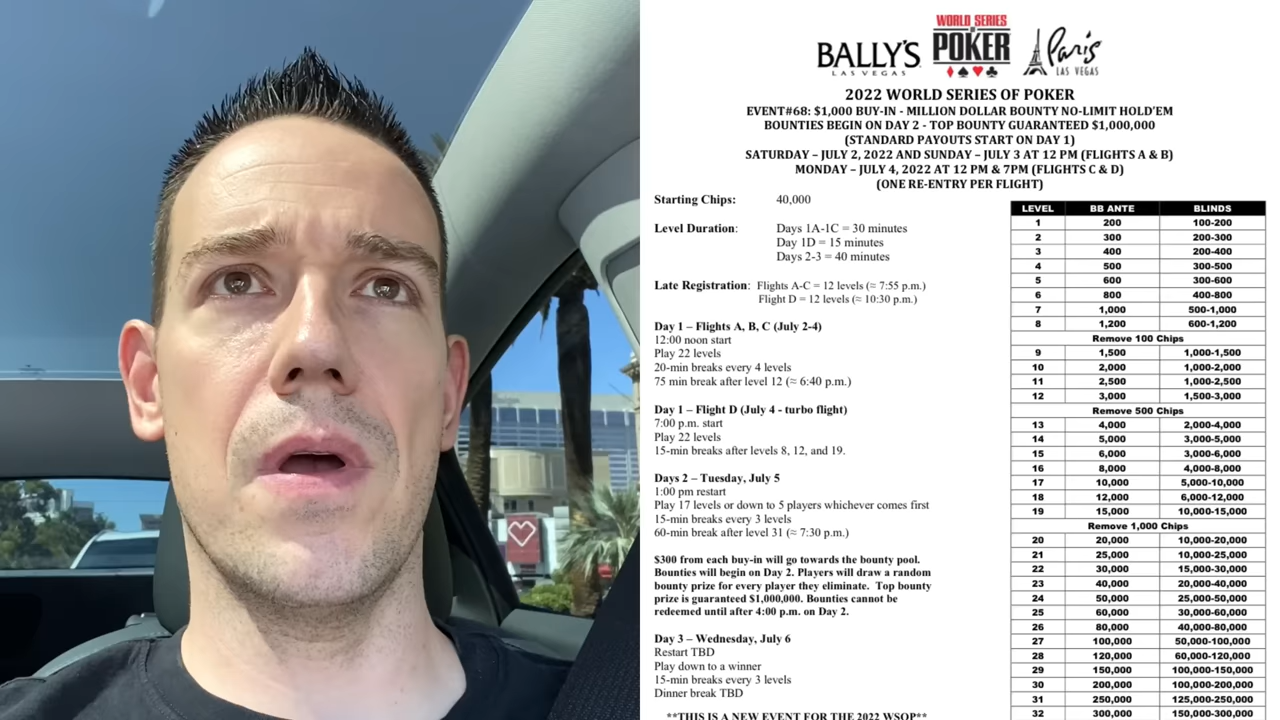 BALLY'S
LAS VEGAS
WORLD SERIES
OF
POKER
Paris
LAS VEGAS
2022 WORLD SERIES OF POKER
EVENT#68: $1,000 BUY-IN - MILLION DOLLAR BOUNTY NO-LIMIT HOLD'EM
BOUNTIES BEGIN ON DAY 2 - TOP BOUNTY GUARANTEED $1,000,000
(STANDARD PAYOUTS START ON DAY 1)
SATURDAY – JULY 2, 2022 AND SUNDAY – JULY 3 AT 12 PM (FLIGHTS A & B)
MONDAY – JULY 4, 2022 AT 12 PM & 7PM (FLIGHTS C & D)
(ONE RE-ENTRY PER FLIGHT)
Starting Chips: 40,000
Level Duration: Days 1A-1C = 30 minutes
Day 1D = 15 minutes
Days 2-3 = 40 minutes
Late Registration: Flights A-C = 12 levels (≈ 7:55 p.m.)
Flight D = 12 levels (≈ 10:30 p.m.)
Day 1 – Flights A, B, C (July 2-4)
12:00 noon start
Play 22 levels
20-min breaks every 4 levels
75 min break after level 12 (≈ 6:40 p.m.)
Day 1 – Flight D (July 4 - turbo flight)
7:00 p.m. start
Play 22 levels
15-min breaks after levels 8, 12, and 19.
Days 2 – Tuesday, July 5
1:00 pm restart
Play 17 levels or down to 5 players whichever comes first
15-min breaks every 3 levels
60-min break after level 31 (≈ 7:30 p.m.)
$300 from each buy-in will go towards the bounty pool.
Bounties will begin on Day 2. Players will draw a random
bounty prize for every player they eliminate. Top bounty
prize is guaranteed $1,000,000. Bounties cannot be
redeemed until after 4:00 p.m. on Day 2.
Day 3 – Wednesday, July 6
Restart TBD
Play down to a winner
15-min breaks every 3 levels
Dinner break TBD
**THIS IS A NEW EVENT FOR THE 2022 WSOP**
LEVEL BB ANTE BLINDS
1 200 100-200
2 300 200-300
3 400 200-400
4 500 300-500
5 600 300-600
6 800 400-800
7 1,000 500-1,000
8 1,200 600-1,200
Remove 100 Chips
9 1,500 1,000-1,500
10 2,000 1,000-2,000
11 2,500 1,000-2,500
12 3,000 1,500-3,000
Remove 500 Chips
13 4,000 2,000-4,000
14 5,000 3,000-5,000
15 6,000 3,000-6,000
16 8,000 4,000-8,000
17 10,000 5,000-10,000
18 12,000 6,000-12,000
19 15,000 10,000-15,000
Remove 1,000 Chips
20 20,000 10,000-20,000
21 25,000 10,000-25,000
22 30,000 15,000-30,000
23 40,000 20,000-40,000
24 50,000 25,000-50,000
25 60,000 30,000-60,000
26 80,000 40,000-80,000
27 100,000 50,000-100,000
28 120,000 60,000-120,000
29 150,000 100,000-150,000
30 200,000 100,000-200,000
31 250,000 125,000-250,000
32 300,000 150,000-300,000